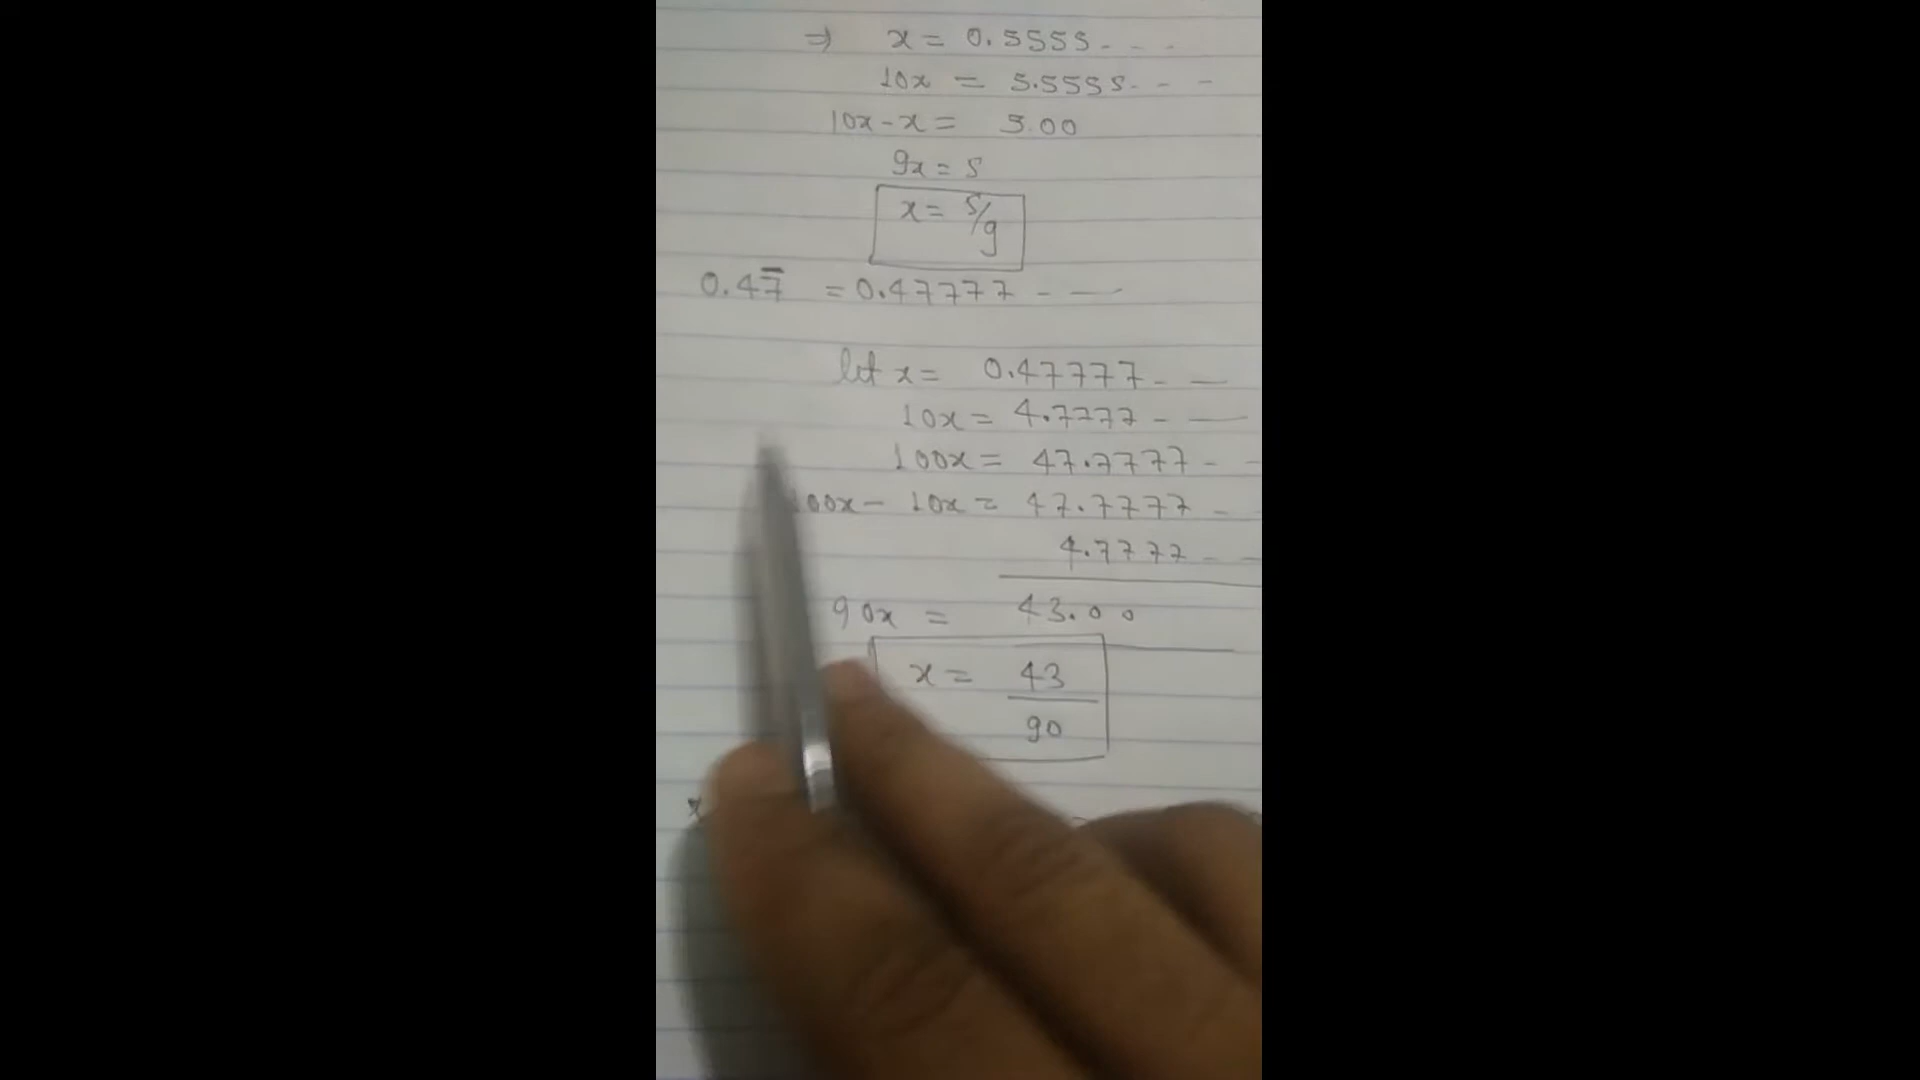 ⇒ x = 0.5555- - -
10x = 5.5555- - -
10x - x = 5.00
9x = 5
x = 5/9
0.47̅ = 0.47777 - —
let x = 0.47777- —
10x = 4.7777 - —
100x = 47.7777 - -
100x - 10x = 47.7777 -
4.7777 - -
90x = 43.00
x = 43
90
x